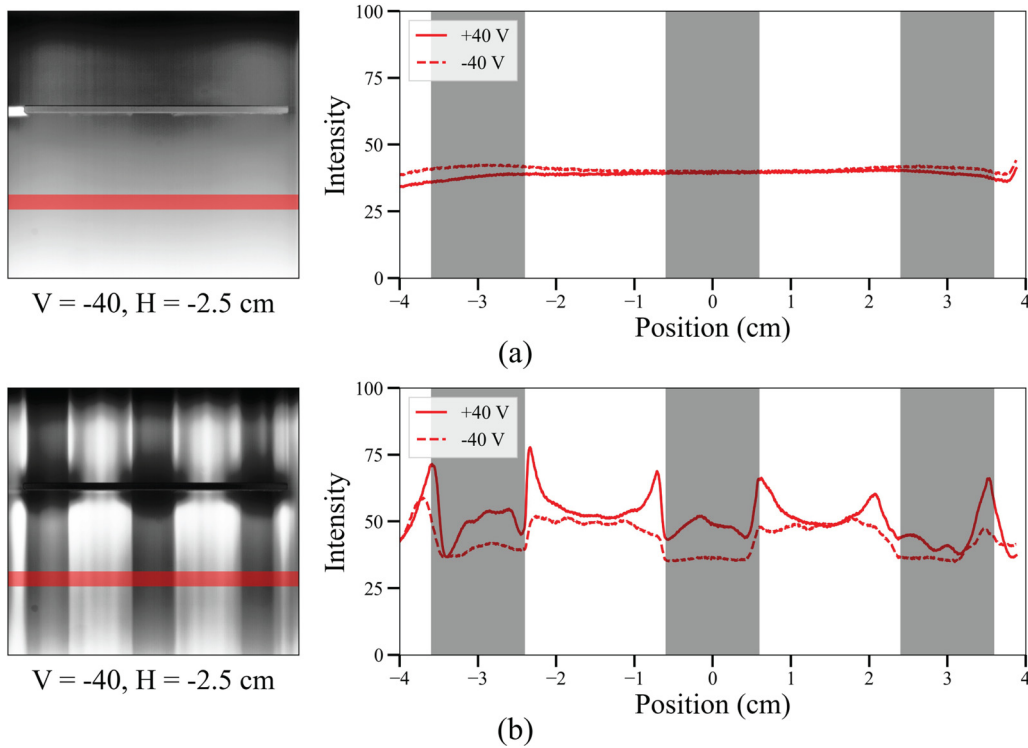 100
75
50
25
0
Intensity
+40 V
-40 V
−4 −3 −2 −1 0 1 2 3 4
Position (cm)
V = -40, H = -2.5 cm
(a)
100
75
50
25
0
Intensity
+40 V
-40 V
−4 −3 −2 −1 0 1 2 3 4
Position (cm)
V = -40, H = -2.5 cm
(b)